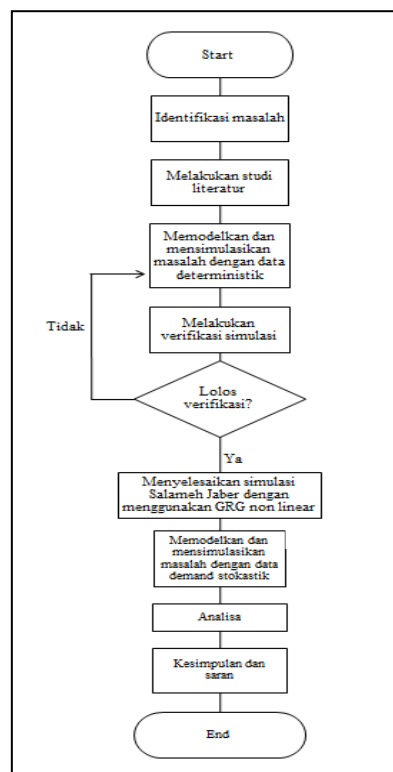 Start
Identifikasi masalah
Melakukan studi
literatur
Memodelkan dan
mensimulasikan
masalah dengan data
deterministik
Tidak
Melakukan
verifikasi simulasi
Lolos
verifikasi?
Ya
Menyelesaikan simulasi
Salameh Jaber dengan
menggunakan GRG non linear
Memodelkan dan
mensimulasikan
masalah dengan data
demand stokastik
Analisa
Kesimpulan dan
saran
End